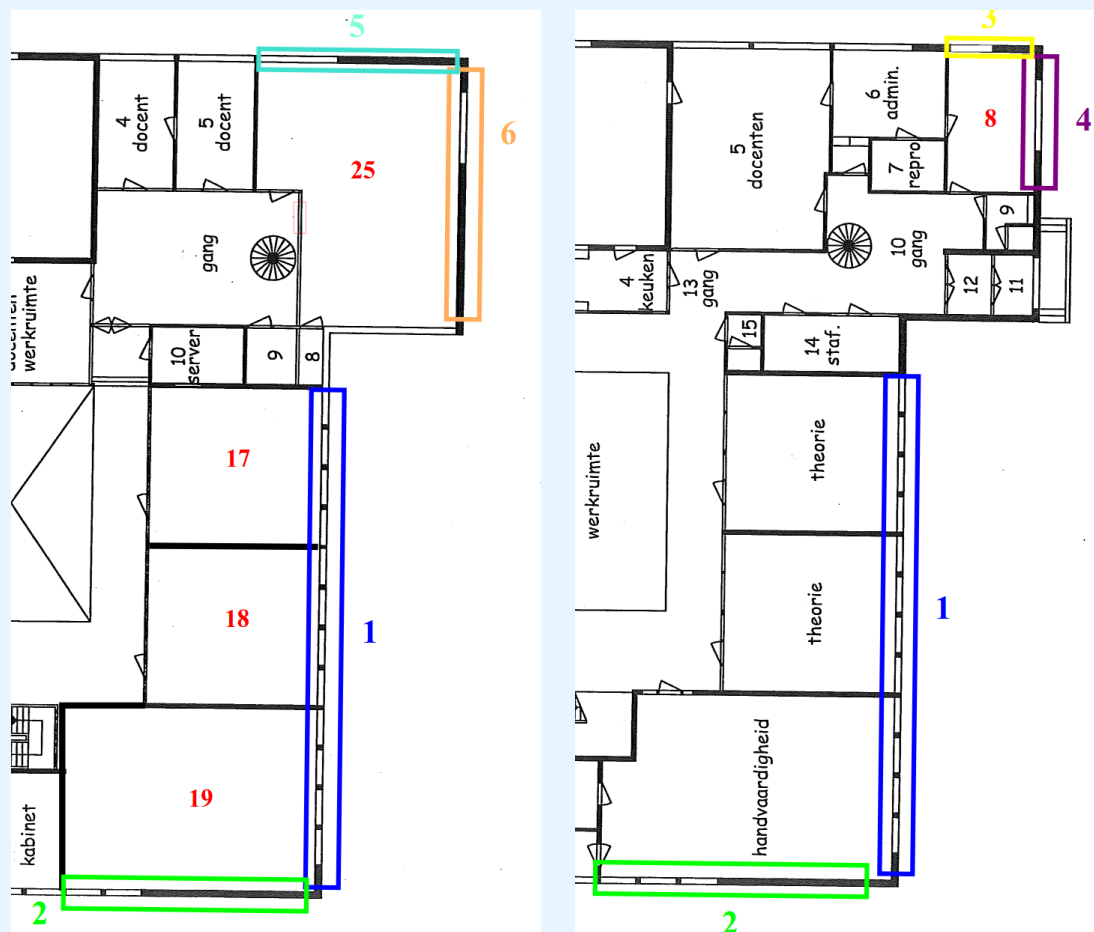 5
6
4
docent
5
docent
25
gang
werkruimte
10
server
9
8
17
18
1
19
kabinet
2
3
4
5
docenten
6
admin.
7
repro
8
9
10
gang
4
keuken
13
gang
12
11
15
14
staf.
werkruimte
theorie
theorie
1
handvaardigheid
2